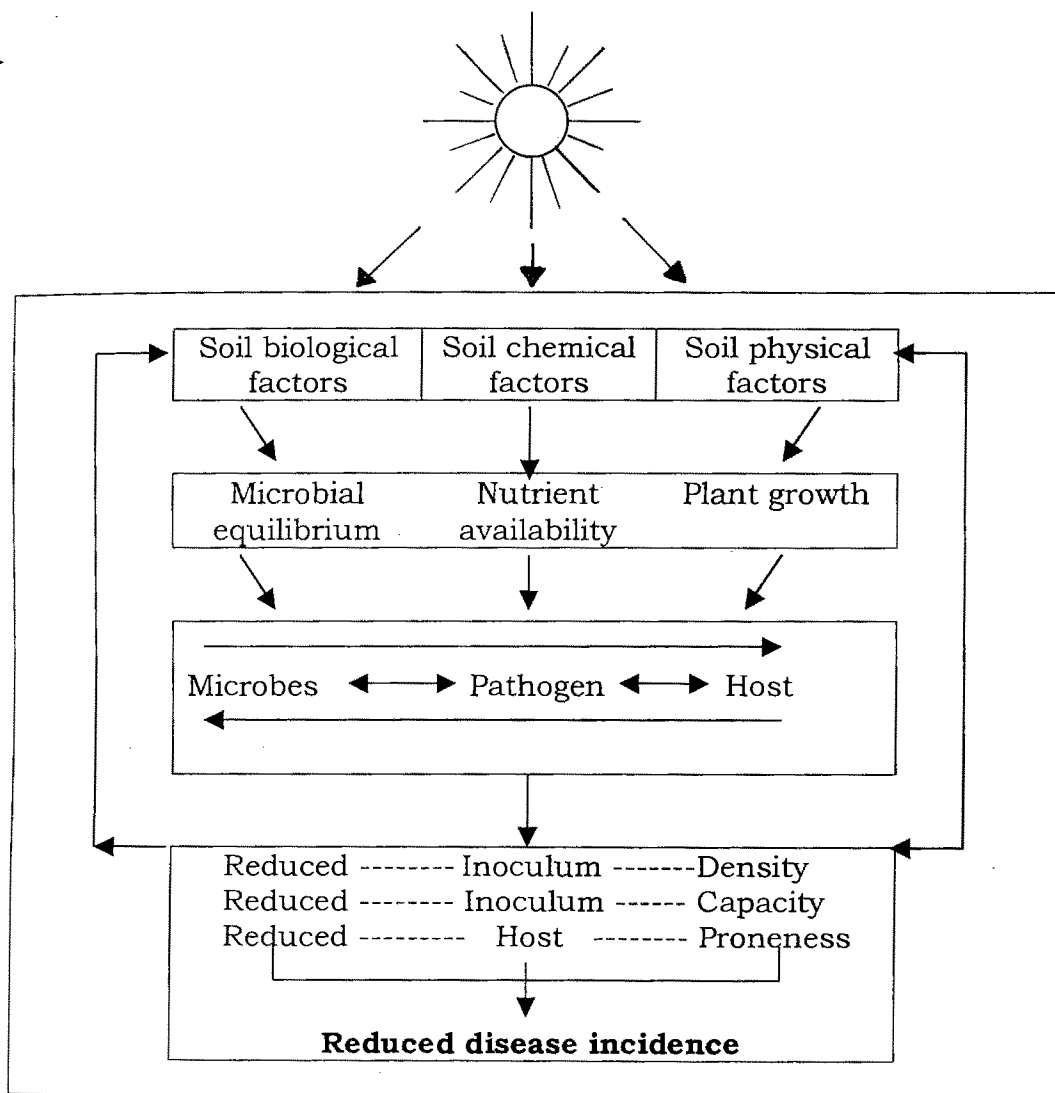 Soil biological factors
Soil chemical factors
Soil physical factors
Microbial equilibrium
Nutrient availability
Plant growth
Microbes Pathogen Host
Reduced -------- Inoculum -------Density
Reduced -------- Inoculum ------ Capacity
Reduced -------- Host -------- Proneness
Reduced disease incidence